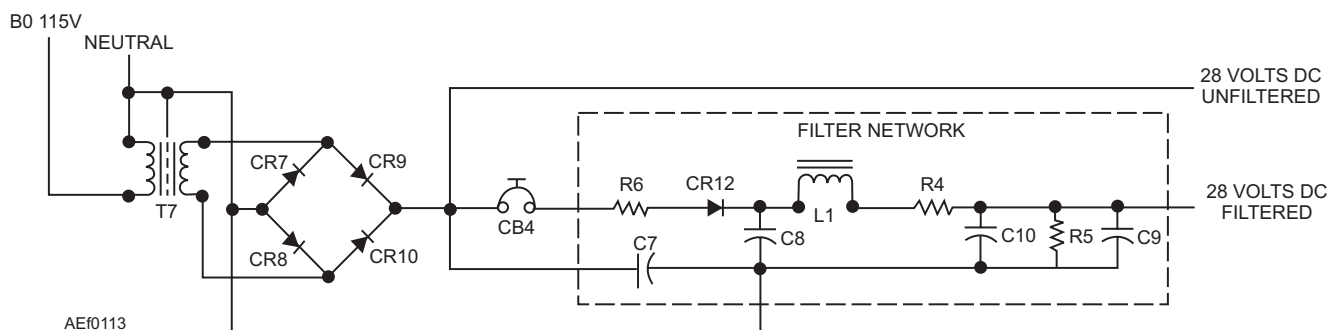 B0 115V
NEUTRAL
28 VOLTS DC
UNFILTERED
FILTER NETWORK
CR7
CR9
R6
CR12
R4
28 VOLTS DC
FILTERED
T7
L1
CB4
C8
C10
R5
C9
C7
CR8
CR10
AEf0113